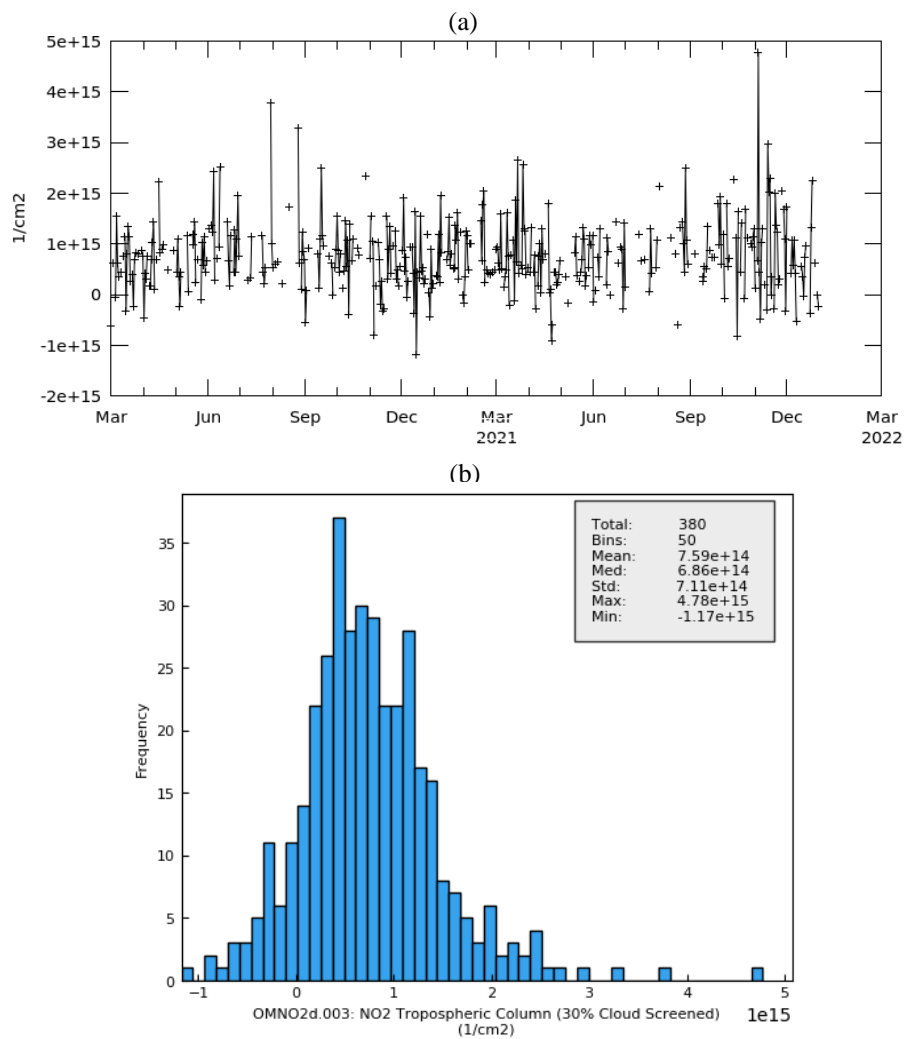 (a)
5e+15
4e+15
3e+15
2e+15
1e+15
0
-1e+15
-2e+15
1/cm2
Mar Jun Sep Dec Mar Jun Sep Dec Mar
2021 2022
(b)
Total: 380
Bins: 50
Mean: 7.59e+14
Med: 6.86e+14
Std: 7.11e+14
Max: 4.78e+15
Min: -1.17e+15
35
30
25
20
15
10
5
0
Frequency
−1 0 1 2 3 4 5
OMNO2d.003: NO2 Tropospheric Column (30% Cloud Screened) 1e15
(1/cm2)